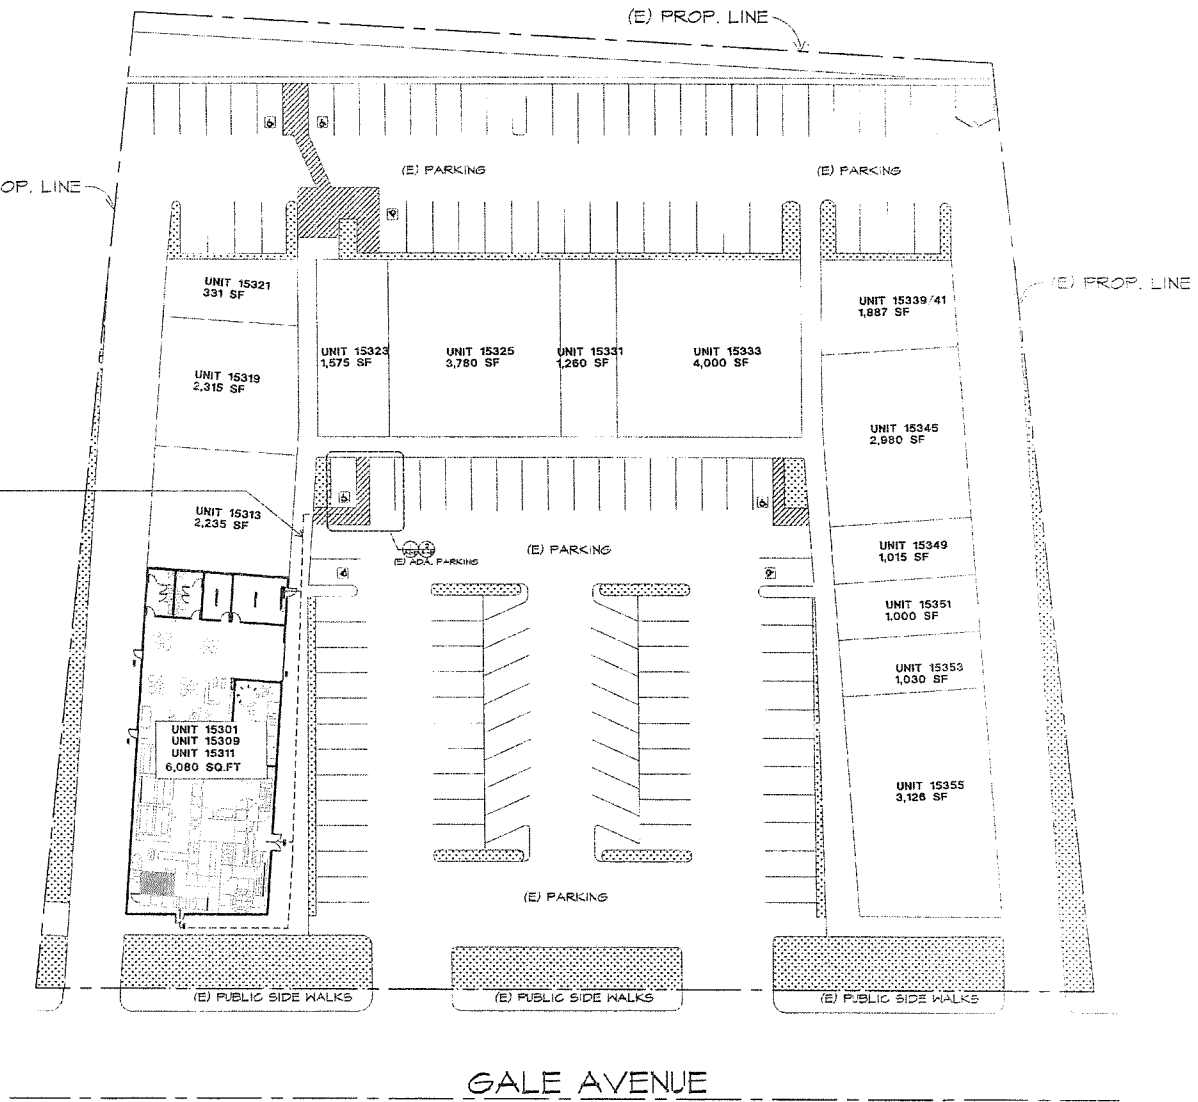 (E) PROP. LINE
(E) PARKING
(E) PARKING
OP. LINE
(E) PROP. LINE
UNIT 15321
331 SF
UNIT 15339/41
1,887 SF
UNIT 15323
1,575 SF
UNIT 15325
3,780 SF
UNIT 15331
1,260 SF
UNIT 15333
4,000 SF
UNIT 15319
2,315 SF
UNIT 15345
2,980 SF
UNIT 15313
2,235 SF
(E) PARKING
(E) ADA. PARKING
UNIT 15349
1,015 SF
UNIT 15351
1,000 SF
UNIT 15353
1,030 SF
UNIT 15301
UNIT 15309
UNIT 15311
6,080 SQ.FT
UNIT 15355
3,126 SF
(E) PARKING
(E) PUBLIC SIDE WALKS
(E) PUBLIC SIDE WALKS
(E) PUBLIC SIDE WALKS
GALE AVENUE